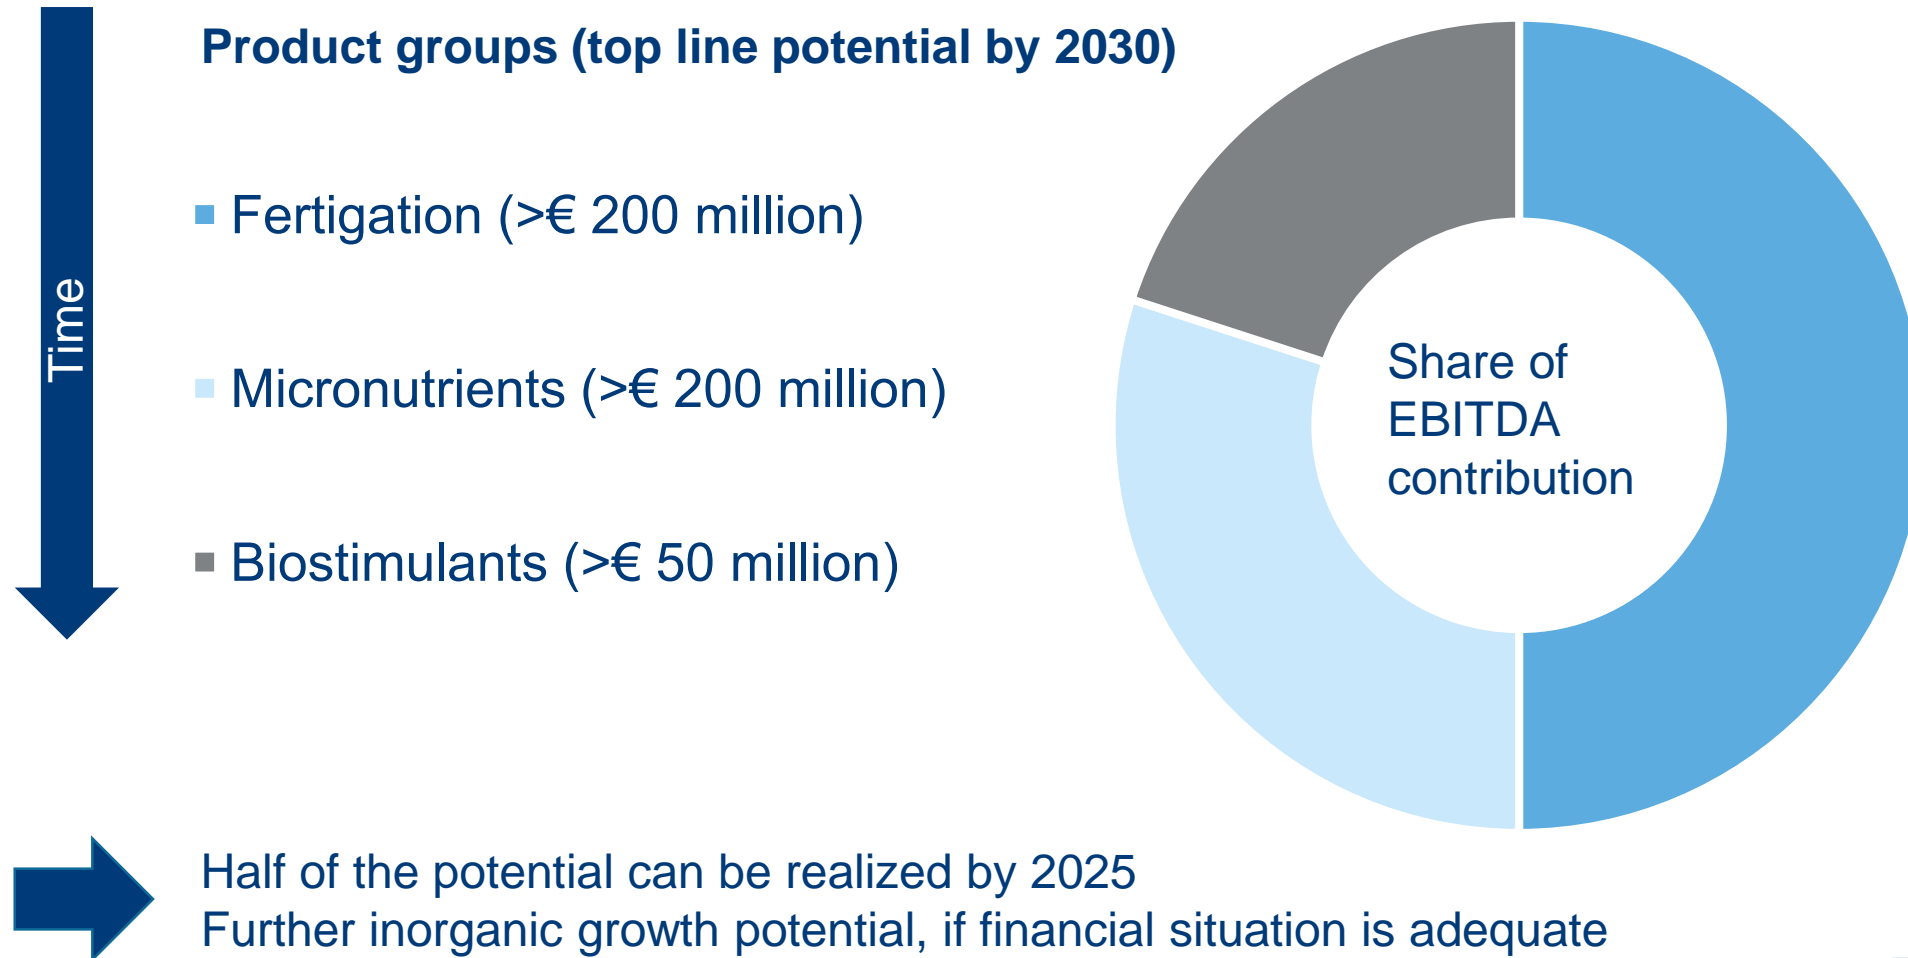 Product groups (top line potential by 2030)
Time
Fertigation (>€ 200 million)
Micronutrients (>€ 200 million)
Biostimulants (>€ 50 million)
Share of
EBITDA
contribution
Half of the potential can be realized by 2025
Further inorganic growth potential, if financial situation is adequate